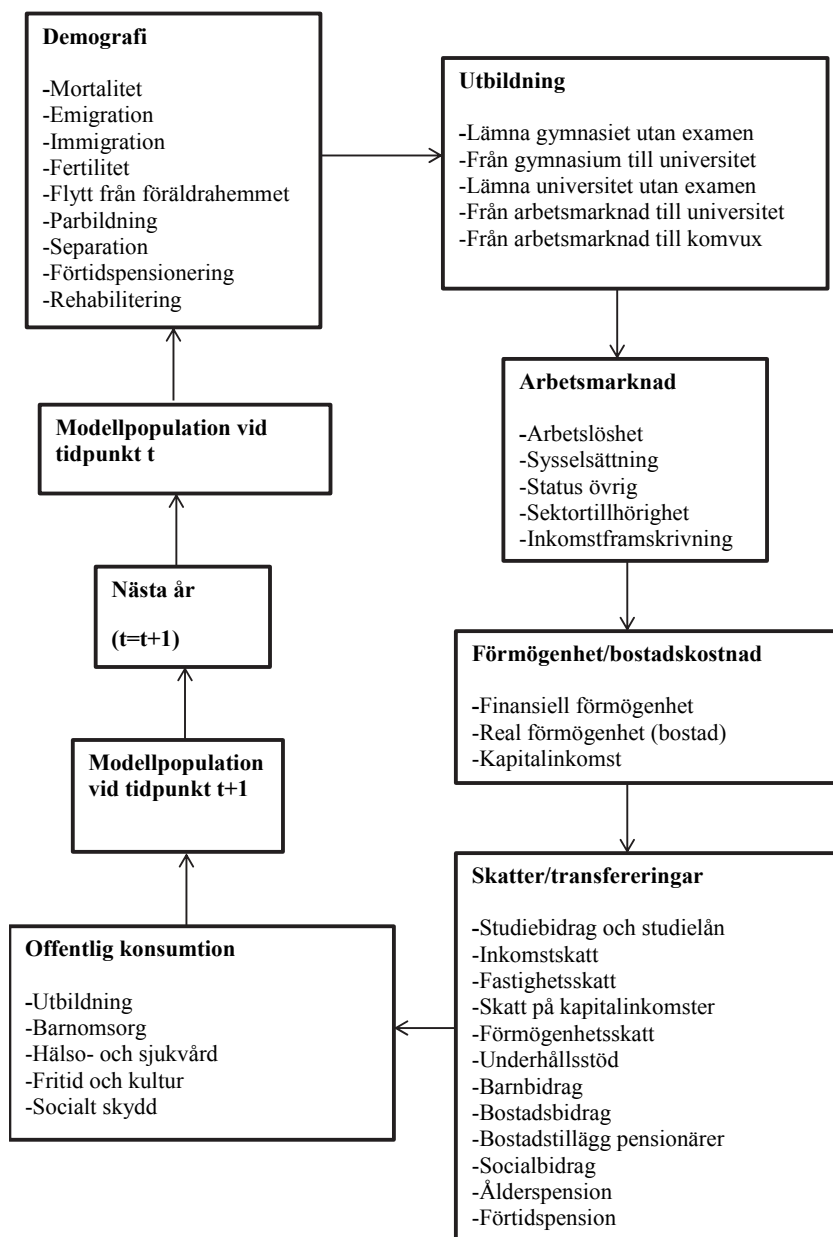 Demografi
-Mortalitet
-Emigration
-Immigration
-Fertilitet
-Flytt från föräldrahemmet
-Parbildning
-Separation
-Förtidspensionering
-Rehabilitering
Utbildning
-Lämna gymnasiet utan examen
-Från gymnasium till universitet
-Lämna universitet utan examen
-Från arbetsmarknad till universitet
-Från arbetsmarknad till komvux
Arbetsmarknad
-Arbetslöshet
-Sysselsättning
-Status övrig
-Sektortillhörighet
-Inkomstframskrivning
Förmögenhet/bostadskostnad
-Finansiell förmögenhet
-Real förmögenhet (bostad)
-Kapitalinkomst
Skatter/transfereringar
-Studiebidrag och studielån
-Inkomstskatt
-Fastighetsskatt
-Skatt på kapitalinkomster
-Förmögenhetsskatt
-Underhållsstöd
-Barnbidrag
-Bostadsbidrag
-Bostadstillägg pensionärer
-Socialbidrag
-Ålderspension
-Förtidspension
Offentlig konsumtion
-Utbildning
-Barnomsorg
-Hälso- och sjukvård
-Fritid och kultur
-Socialt skydd
Modellpopulation
vid tidpunkt t+1
Nästa år
(t=t+1)
Modellpopulation vid
tidpunkt t